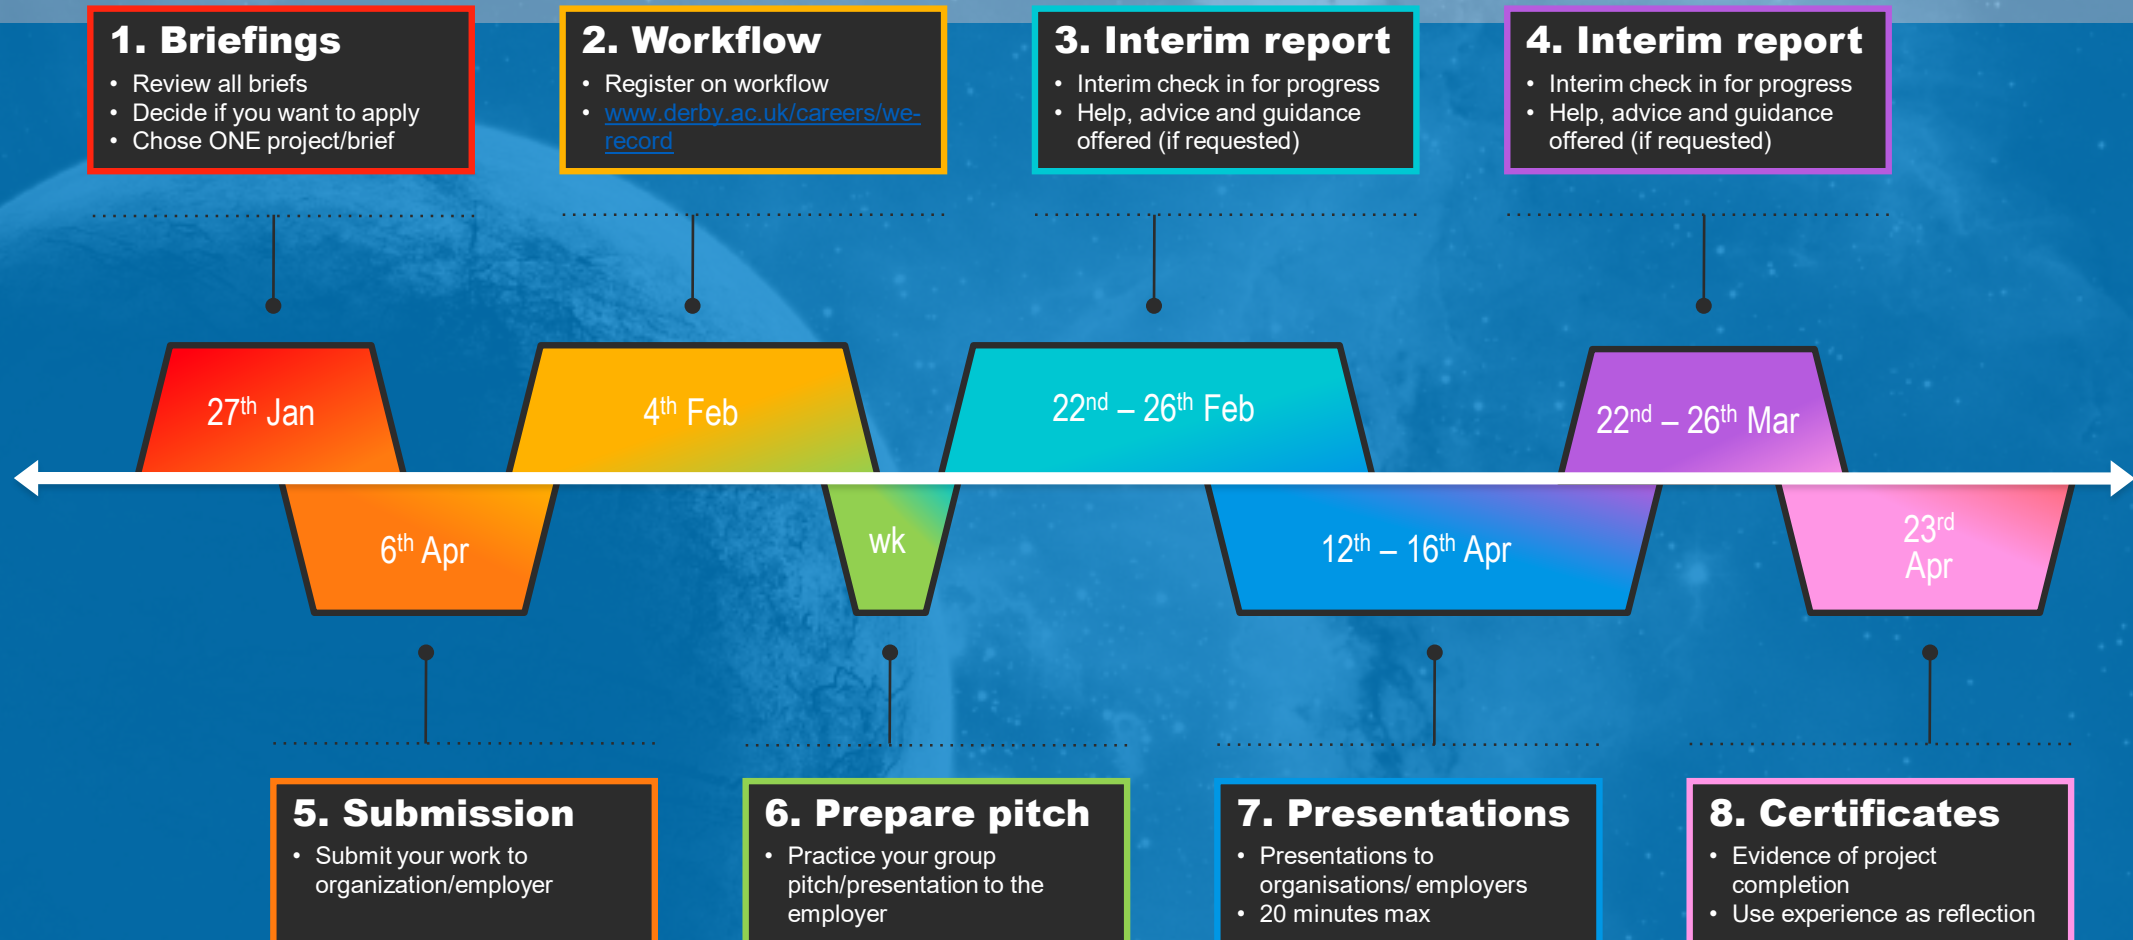 1. Briefings
• Review all briefs
• Decide if you want to apply
• Chose ONE project/brief
2. Workflow
• Register on workflow
• www.derby.ac.uk/careers/we-
record
3. Interim report
• Interim check in for progress
• Help, advice and guidance
offered (if requested)
4. Interim report
• Interim check in for progress
• Help, advice and guidance
offered (if requested)
27th Jan
4th Feb
22nd – 26th Feb
22nd – 26th Mar
6th Apr
wk
12th – 16th Apr
23rd
Apr
5. Submission
• Submit your work to
organization/employer
6. Prepare pitch
• Practice your group
pitch/presentation to the
employer
7. Presentations
• Presentations to
organisations/ employers
• 20 minutes max
8. Certificates
• Evidence of project
completion
• Use experience as reflection